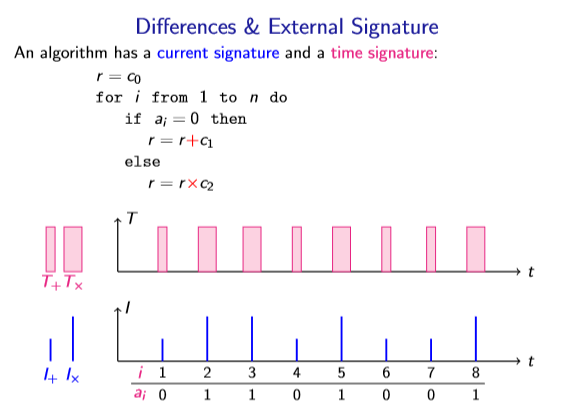 Differences & External Signature
An algorithm has a current signature and a time signature:
r = c₀
for i from 1 to n do
if aᵢ = 0 then
r = r+c₁
else
r = r×c₂
T
t
T₊ Tₓ
I
t
I₊ Iₓ
i 1 2 3 4 5 6 7 8
aᵢ 0 1 1 0 1 0 0 1